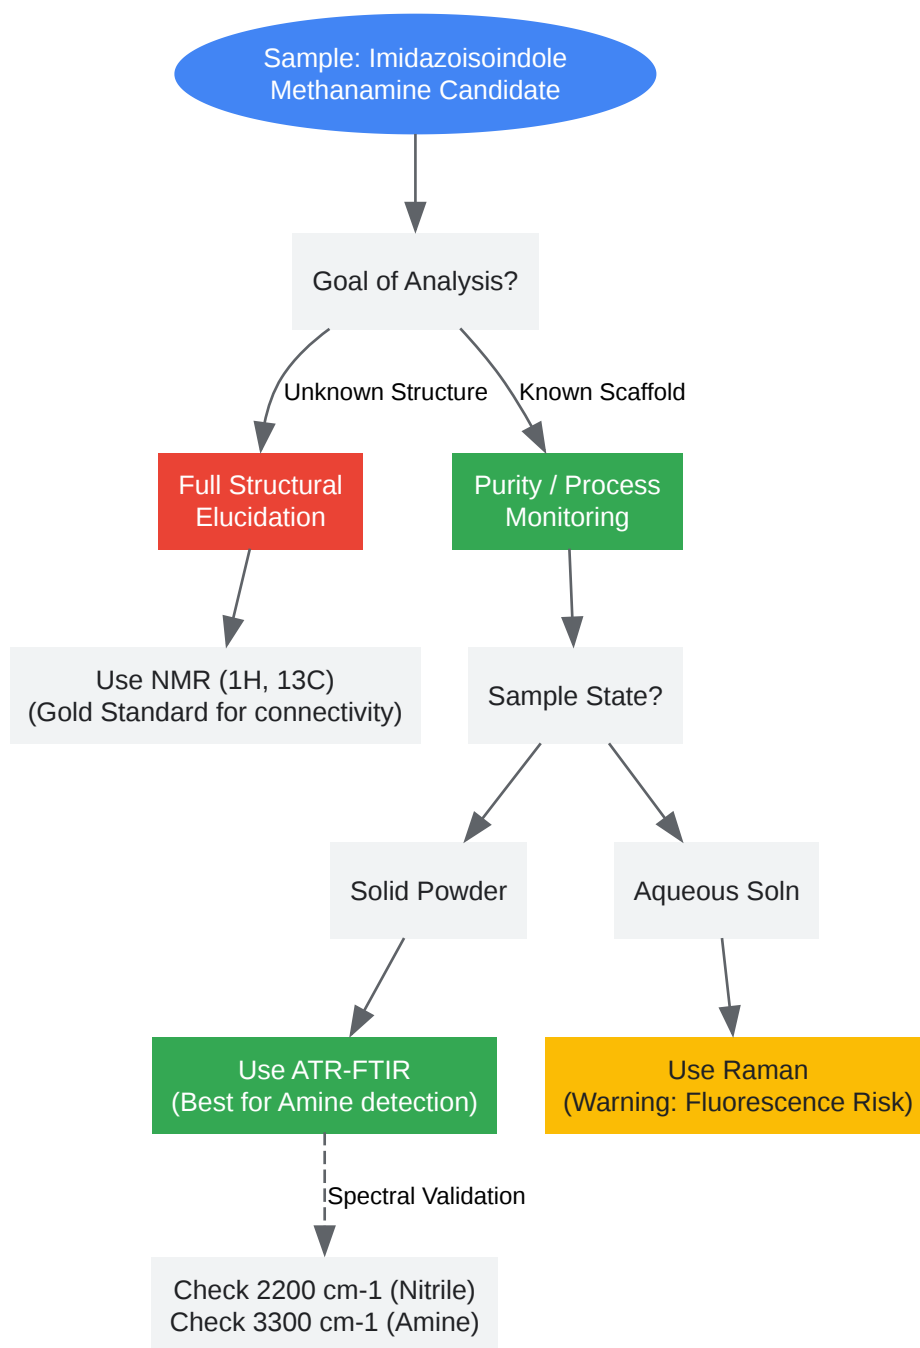 Sample: Imidazoisoindole
Methanamine Candidate
Goal of Analysis?
Unknown Structure
Known Scaffold
Full Structural
Elucidation
Purity / Process
Monitoring
Use NMR (1H, 13C)
(Gold Standard for connectivity)
Sample State?
Solid Powder
Aqueous Soln
Use ATR-FTIR
(Best for Amine detection)
Use Raman
(Warning: Fluorescence Risk)
Spectral Validation
Check 2200 cm-1 (Nitrile)
Check 3300 cm-1 (Amine)